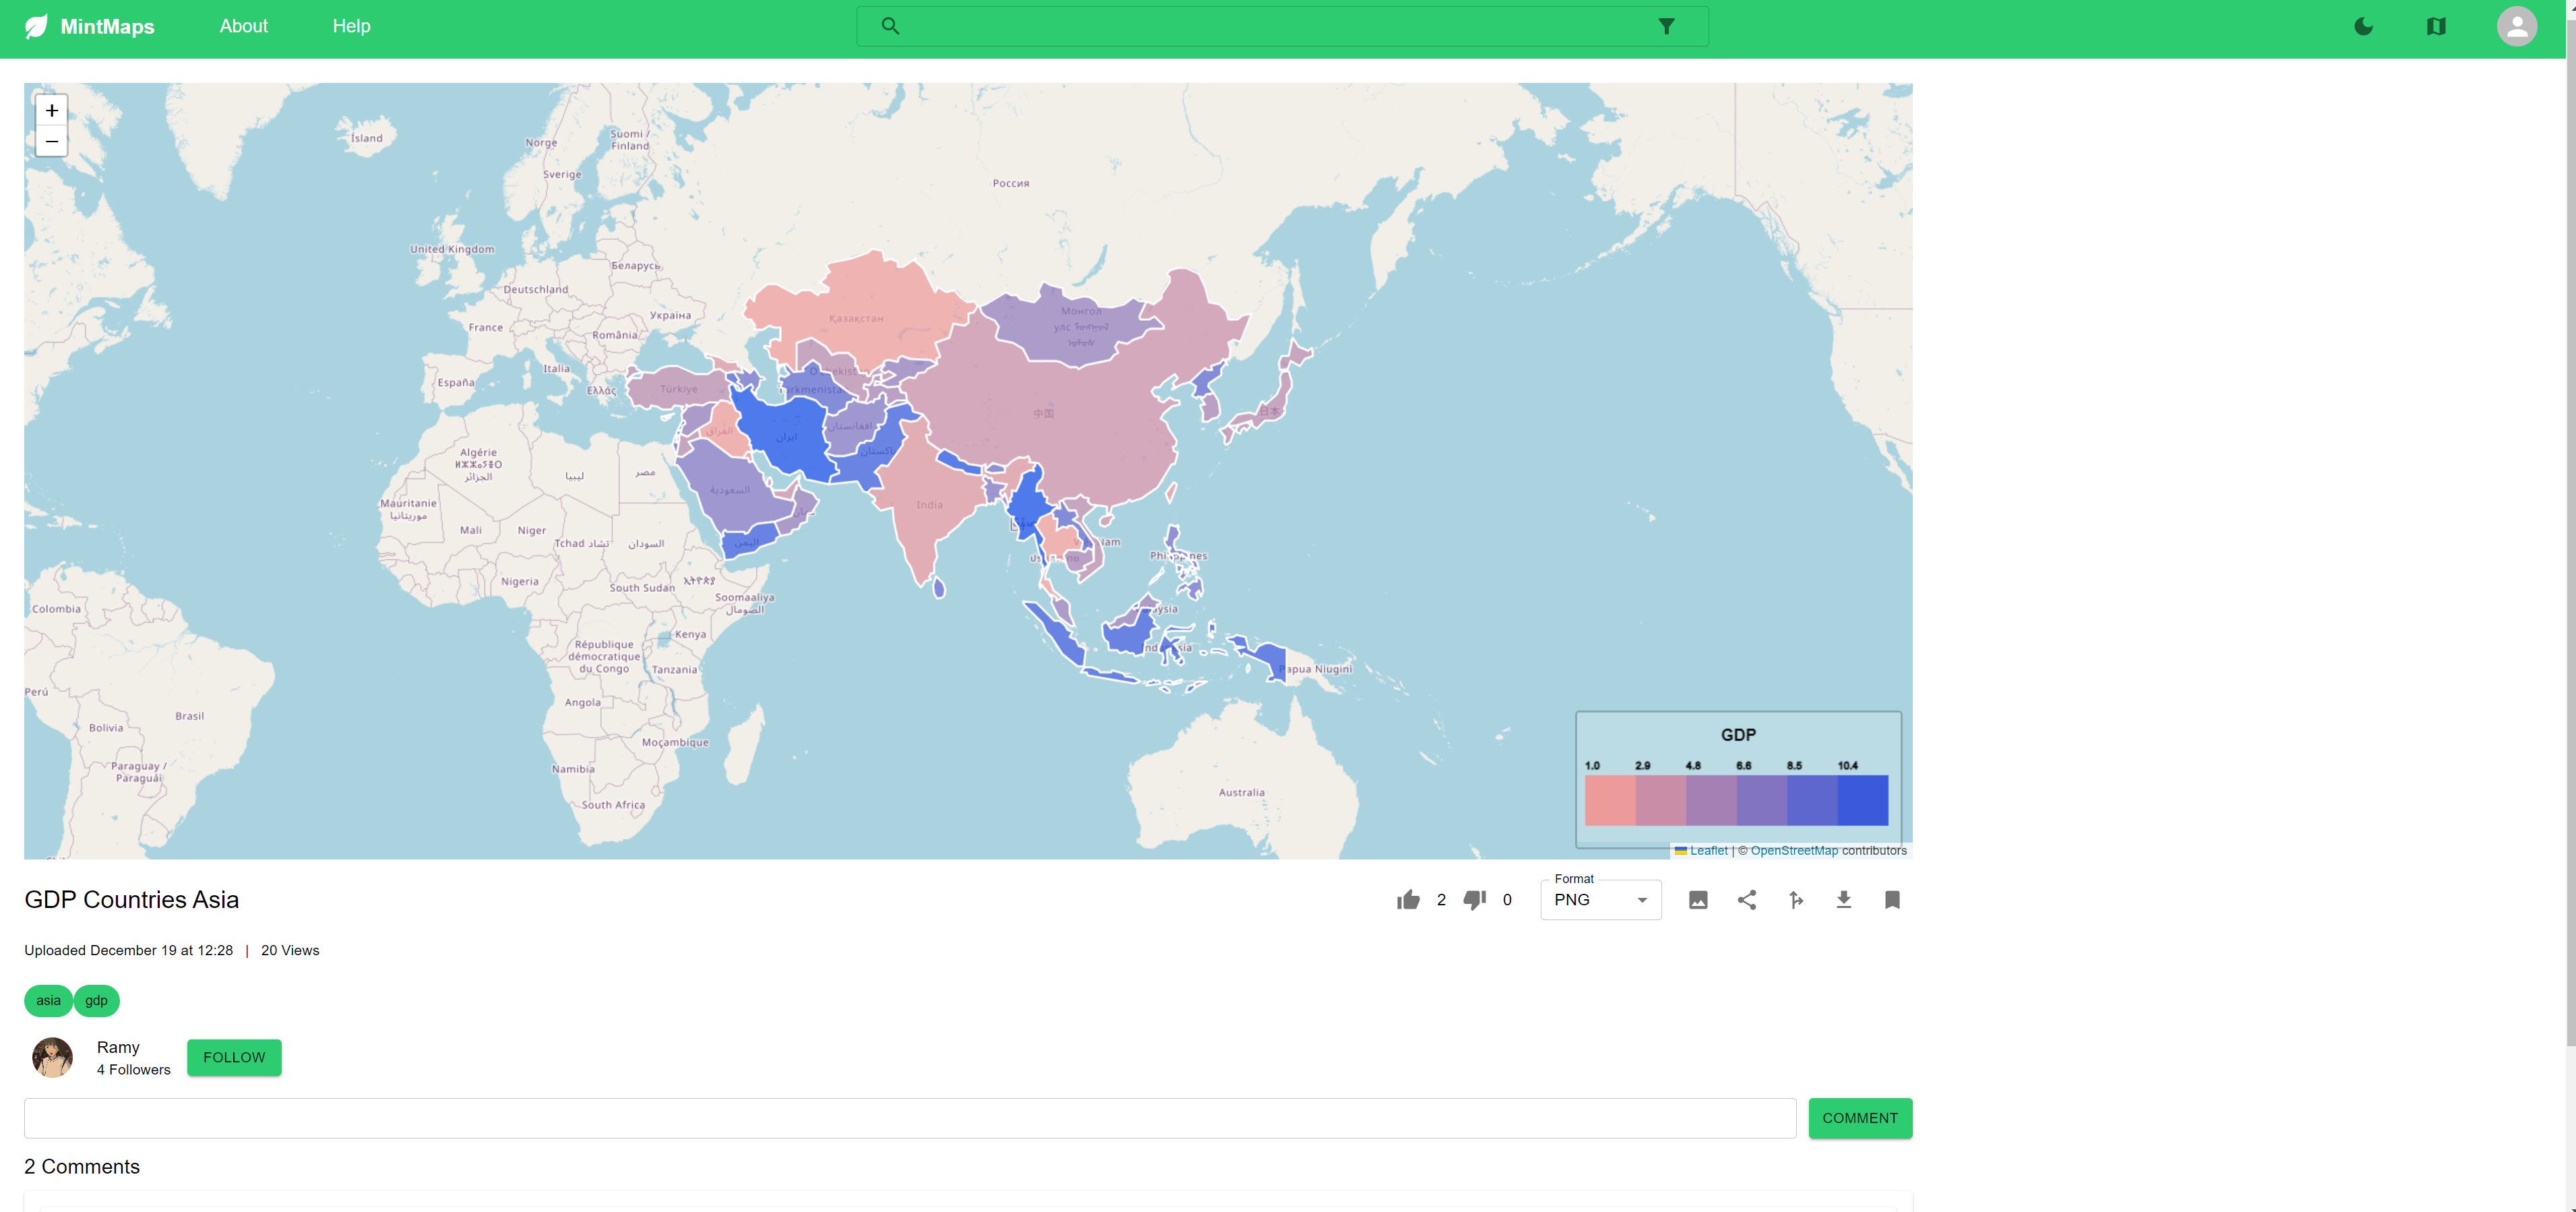 MintMaps
About
Help
+
−
Ísland
Norge
Suomi /
Finland
Sverige
Россия
United Kingdom
Беларусь
Deutschland
France
Україна
România
Italia
España
Ελλάς
Türkiye
Қазақстан
Монгол
улс
中国
日本
العراق
ایران
افغانستان
پاکستان
Algérie
ⵍⵣⵣⴰⵢⴻⵔ
الجزائر
ليبيا
مصر
السعودية
اليمن
India
Mauritanie
موريتانيا
Mali
Niger
Tchad تشاد
السودان
Nigeria
South Sudan
Soomaaliya
الصومال
Kenya
République
démocratique
du Congo
Tanzania
Angola
Moçambique
Namibia
South Africa
Colombia
Perú
Brasil
Bolivia
Paraguay /
Paraguái
Philippines
Papua Niugini
Australia
GDP
1.0 2.9 4.8 6.6 8.5 10.4
Leaflet | © OpenStreetMap contributors
GDP Countries Asia
2
0
Format
PNG
Uploaded December 19 at 12:28 | 20 Views
asia
gdp
Ramy
4 Followers
FOLLOW
COMMENT
2 Comments